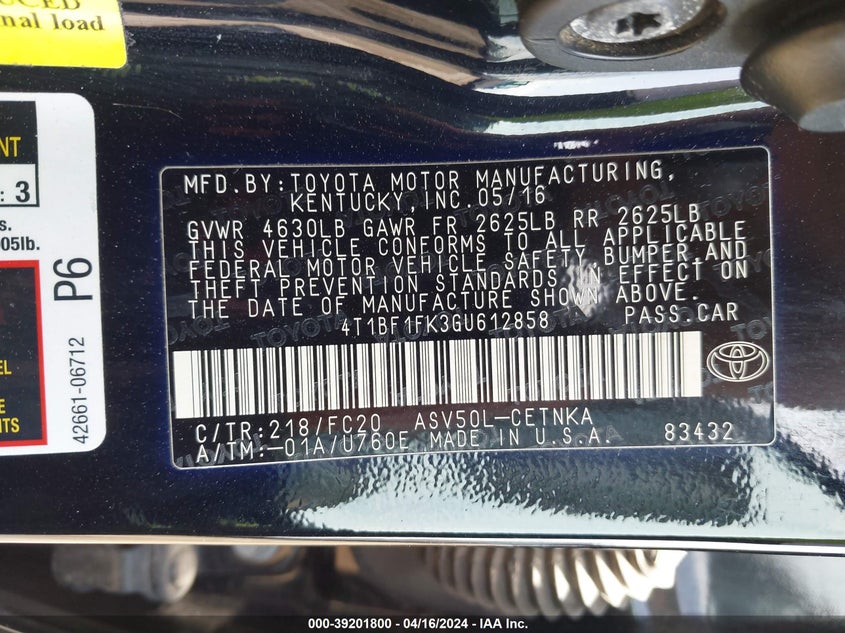 UCED
nal load
NT
: 3
s.
05lb.
EL
E
NTS
P6
42661-06712
MFD.BY:TOYOTA MOTOR MANUFACTURING,
KENTUCKY,INC.05/16
GVWR 4630LB GAWR FR 2625LB RR 2625LB
THIS VEHICLE CONFORMS TO ALL APPLICABLE
FEDERAL MOTOR VEHICLE SAFETY, BUMPER,AND
THEFT PREVENTION STANDARDS IN EFFECT ON
THE DATE OF MANUFACTURE SHOWN ABOVE.
4T1BF1FK3GU612858 PASS.CAR
C/TR:218/FC20 ASV50L-CETNKA
A/TM:-01A/U760E MADE IN U.S.A. 83432
000-39201800 - 04/16/2024 - IAA Inc.